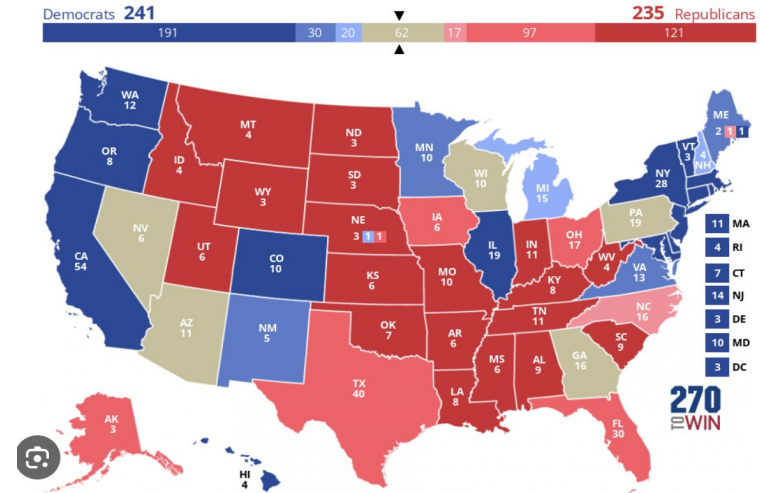 Democrats 241
235 Republicans
191 30 20 62 17 97 121
WA
12
OR
8
CA
54
NV
6
ID
4
MT
4
WY
3
UT
6
AZ
11
CO
10
NM
5
ND
3
SD
3
NE
3 1 1
KS
6
OK
7
TX
40
MN
10
IA
6
MO
10
AR
6
LA
8
WI
10
IL
19
MI
15
IN
11
OH
17
KY
8
TN
11
MS
6
AL
9
GA
16
FL
30
SC
9
NC
16
VA
13
WV
4
PA
19
NY
28
VT
3
4
NH
ME
2 1 1
11 MA
4 RI
7 CT
14 NJ
3 DE
10 MD
3 DC
AK
3
HI
4
270
TO WIN